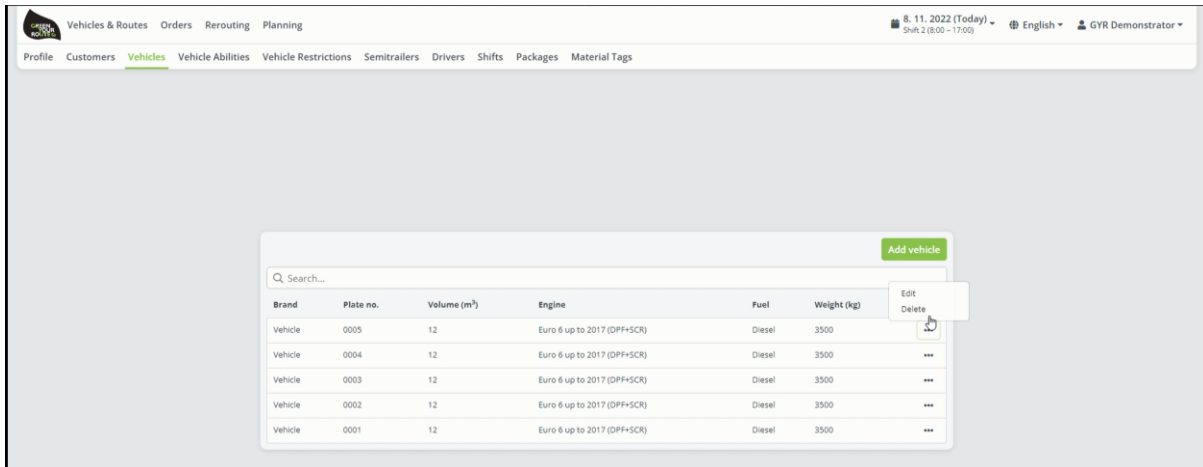 GREEN
YOUR
ROUTE
Vehicles & Routes Orders Rerouting Planning
8. 11. 2022 (Today)
Shift 2 (8:00 – 17:00)
English
GYR Demonstrator
Profile Customers Vehicles Vehicle Abilities Vehicle Restrictions Semitrailers Drivers Shifts Packages Material Tags
Add vehicle
Search...
Brand Plate no. Volume (m³) Engine Fuel Weight (kg)
Edit
Delete
Vehicle 0005 12 Euro 6 up to 2017 (DPF+SCR) Diesel 3500
Vehicle 0004 12 Euro 6 up to 2017 (DPF+SCR) Diesel 3500
Vehicle 0003 12 Euro 6 up to 2017 (DPF+SCR) Diesel 3500
Vehicle 0002 12 Euro 6 up to 2017 (DPF+SCR) Diesel 3500
Vehicle 0001 12 Euro 6 up to 2017 (DPF+SCR) Diesel 3500